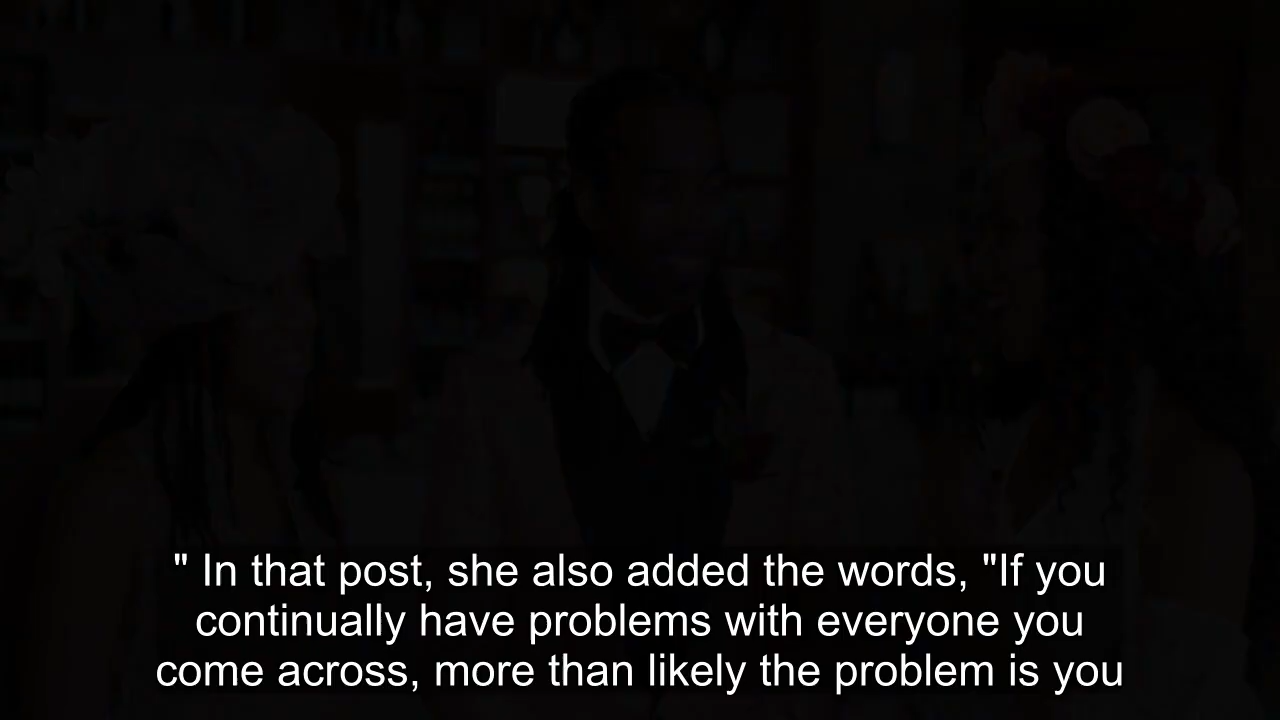 " In that post, she also added the words, "If you
continually have problems with everyone you
come across, more than likely the problem is you